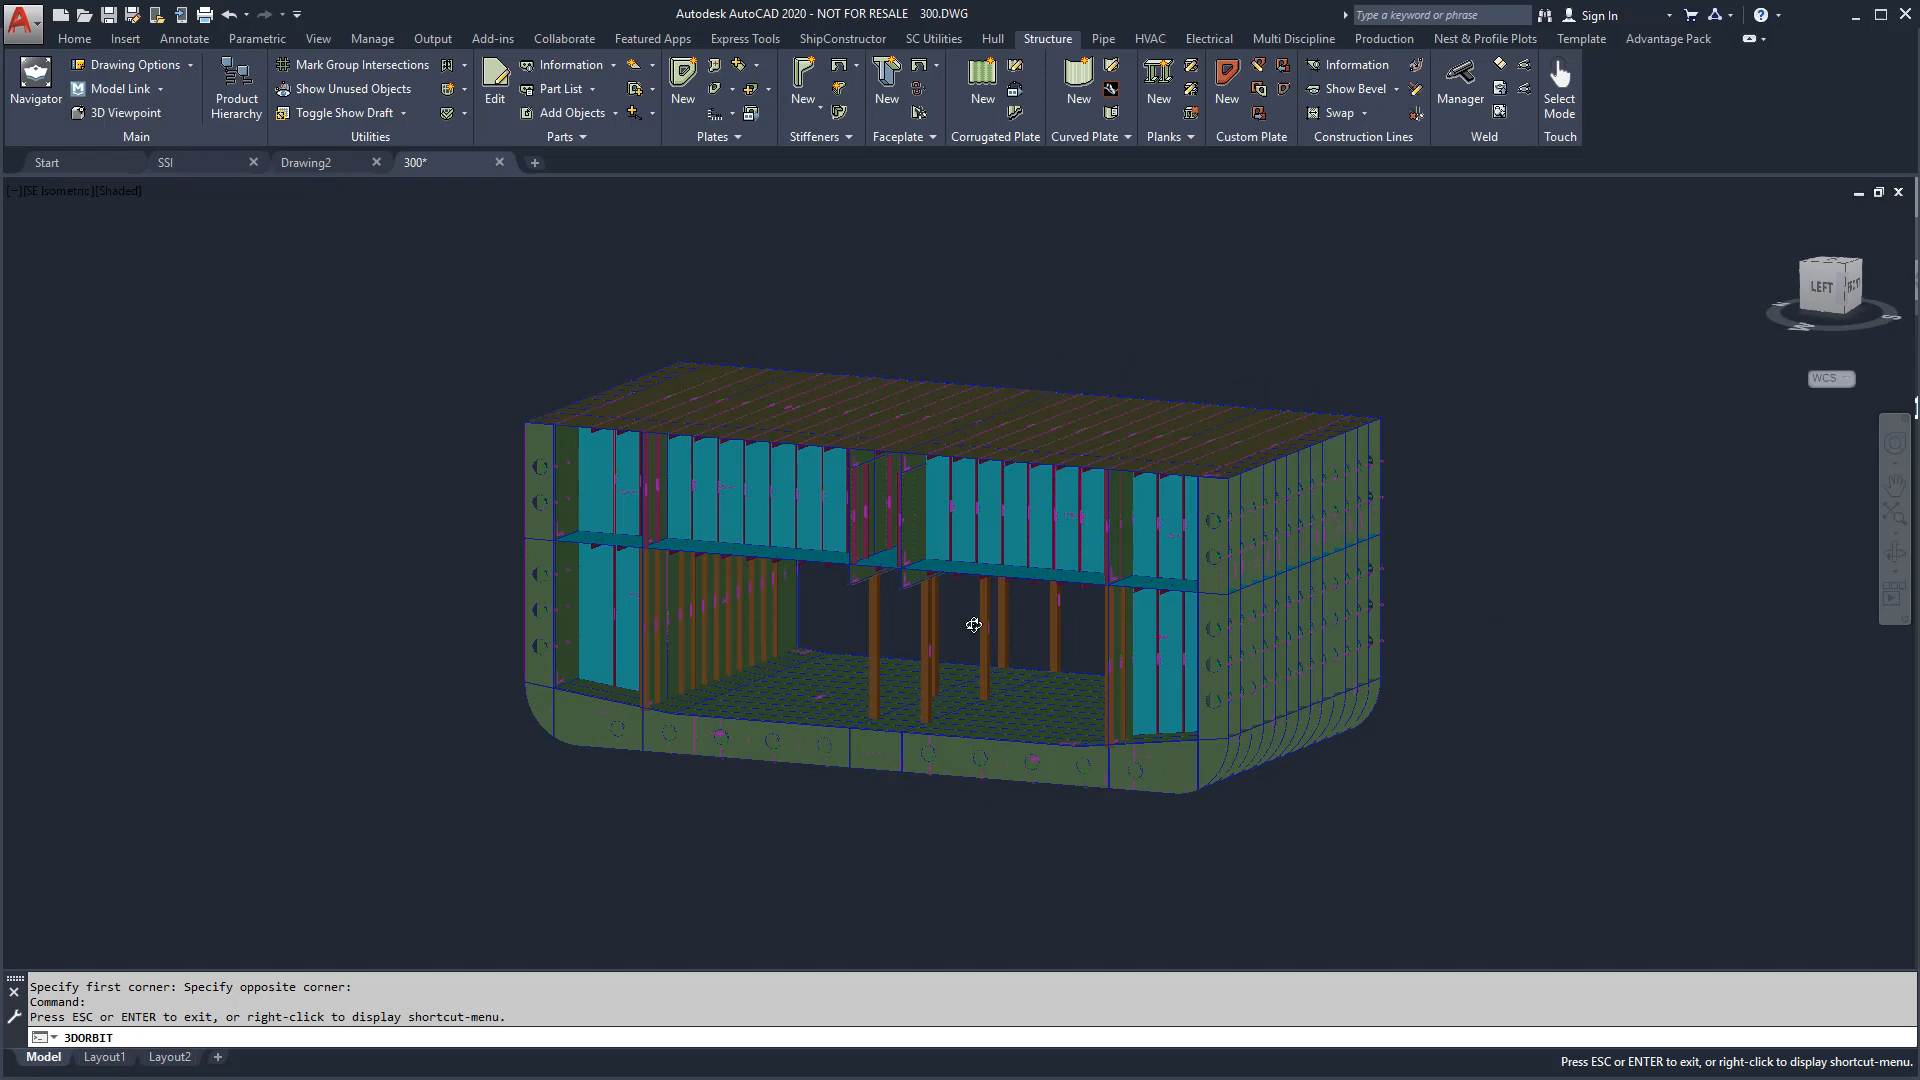 Autodesk AutoCAD 2020 - NOT FOR RESALE 300.DWG
Type a keyword or phrase
Sign In
Home Insert Annotate Parametric View Manage Output Add-ins Collaborate Featured Apps Express Tools ShipConstructor SC Utilities Hull Structure Pipe HVAC Electrical Multi Discipline Production Nest & Profile Plots Template Advantage Pack
Navigator
Drawing Options
Model Link
3D Viewpoint
Product Hierarchy
Main
Mark Group Intersections
Show Unused Objects
Toggle Show Draft
Utilities
Edit
Information
Part List
Add Objects
Parts
New
Plates
New
Stiffeners
New
Faceplate
New
Corrugated Plate
New
Curved Plate
New
Planks
New
Custom Plate
Information
Show Bevel
Swap
Construction Lines
Manager
Weld
Select Mode
Touch
Start SSI Drawing2 300*
[−][SE Isometric][Shaded]
LEFT
FRONT
W
S
WCS
Specify first corner: Specify opposite corner:
Command:
Press ESC or ENTER to exit, or right-click to display shortcut-menu.
3DORBIT
Model Layout1 Layout2
Press ESC or ENTER to exit, or right-click to display shortcut-menu.